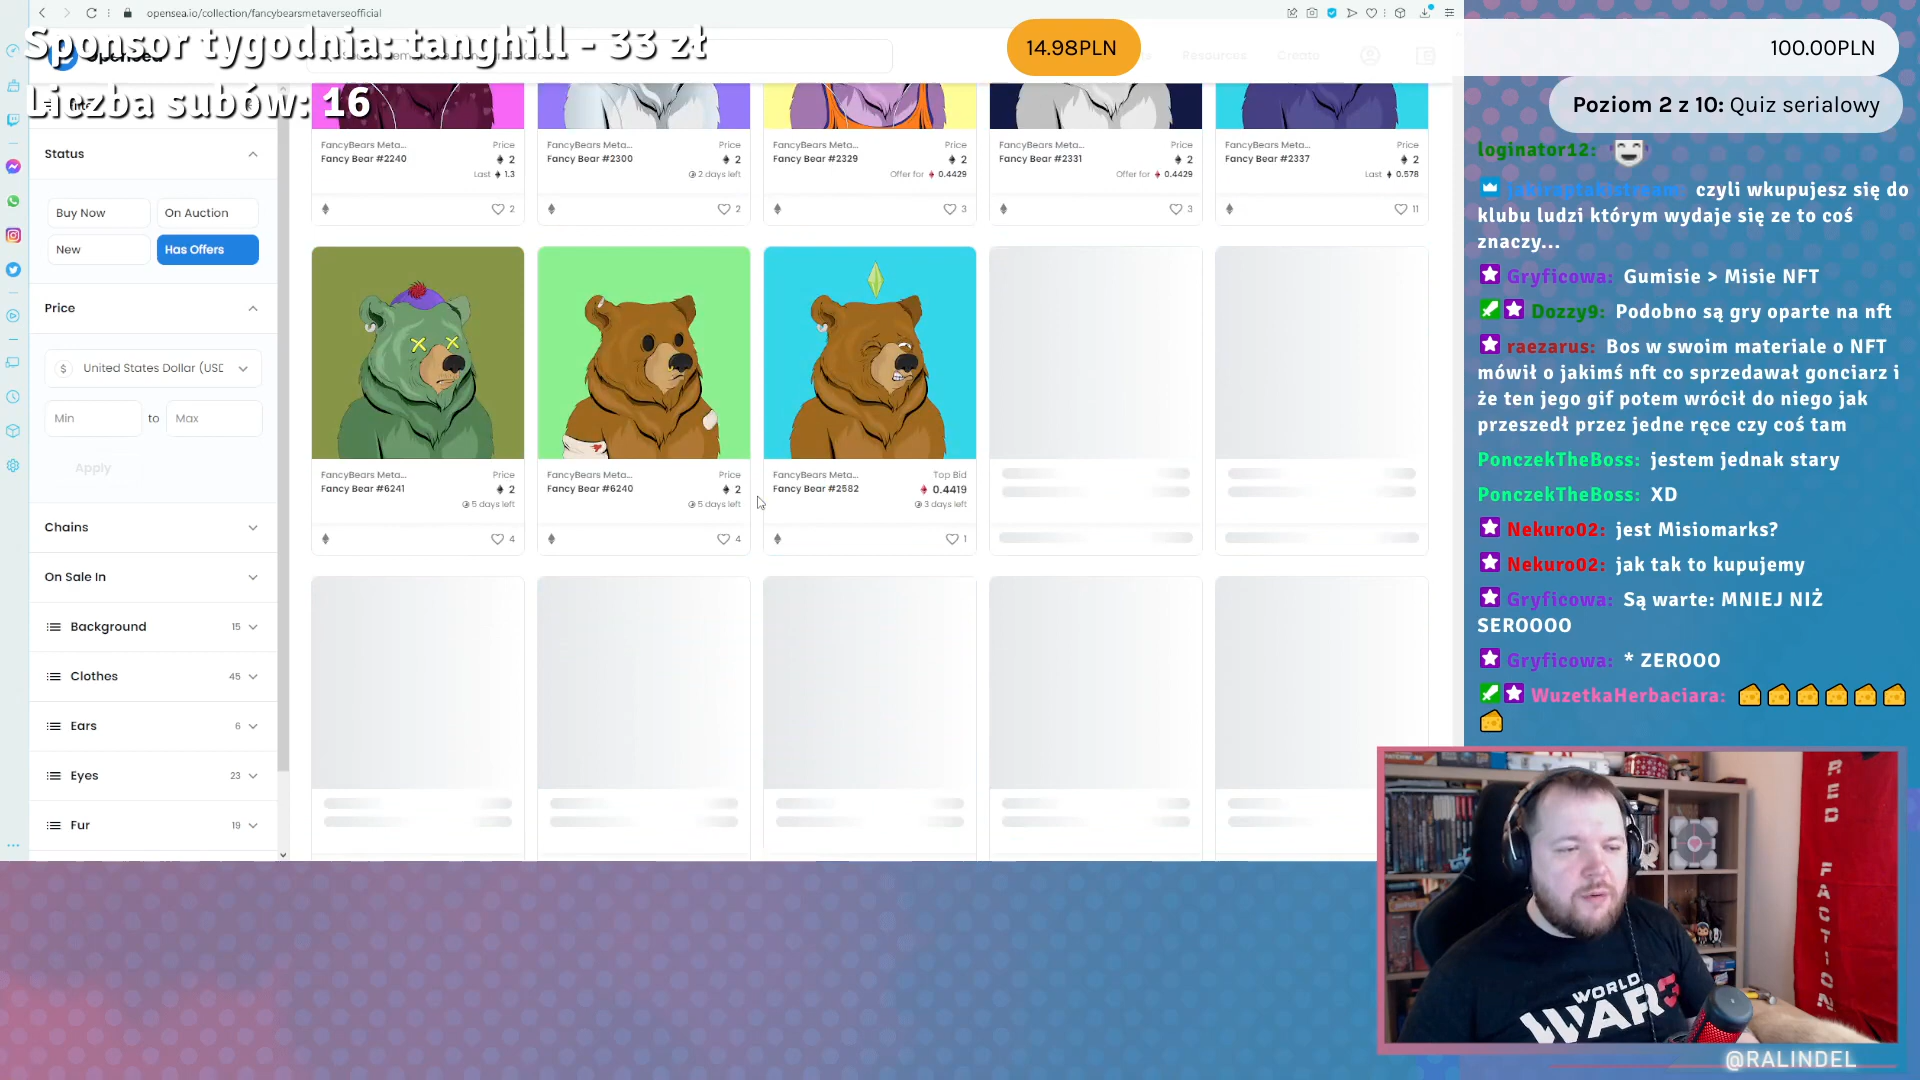 opensea.io/collection/fancybearsmetaverseofficial
Sponsor tygodnia: tanghill - 33 zł
Liczba subów: 16
Resources
Create
14.98PLN
100.00PLN
Poziom 2 z 10: Quiz serialowy
Status
Buy Now
On Auction
New
Has Offers
Price
$ United States Dollar (USD
Min to Max
Apply
Chains
On Sale In
Background 15
Clothes 45
Ears 6
Eyes 23
Fur 19
FancyBears Meta... Price
Fancy Bear #2240 2
Last 1.3
2
FancyBears Meta... Price
Fancy Bear #2300 2
2 days left
2
FancyBears Meta... Price
Fancy Bear #2329 2
Offer for 0.4429
3
FancyBears Meta... Price
Fancy Bear #2331 2
Offer for 0.4429
3
FancyBears Meta... Price
Fancy Bear #2337 2
Last 0.578
11
FancyBears Meta... Price
Fancy Bear #6241 2
5 days left
4
FancyBears Meta... Price
Fancy Bear #6240 2
5 days left
4
FancyBears Meta... Top Bid
Fancy Bear #2582 0.4419
3 days left
1
loginator12:
czyli wkupujesz się do
klubu ludzi którym wydaje się ze to coś
znaczy...
Gryficowa: Gumisie > Misie NFT
Dozzy9: Podobno są gry oparte na nft
raezarus: Bos w swoim materiale o NFT
mówił o jakimś nft co sprzedawał gonciarz i
że ten jego gif potem wrócił do niego jak
przeszedł przez jedne ręce czy coś tam
PonczekTheBoss: jestem jednak stary
PonczekTheBoss: XD
Nekuro02: jest Misiomarks?
Nekuro02: jak tak to kupujemy
Gryficowa: Są warte: MNIEJ NIŻ
SEROOOO
Gryficowa: * ZEROOO
WuzetkaHerbaciara:
RED FACTION
WORLD
WAR 3
@RALINDEL